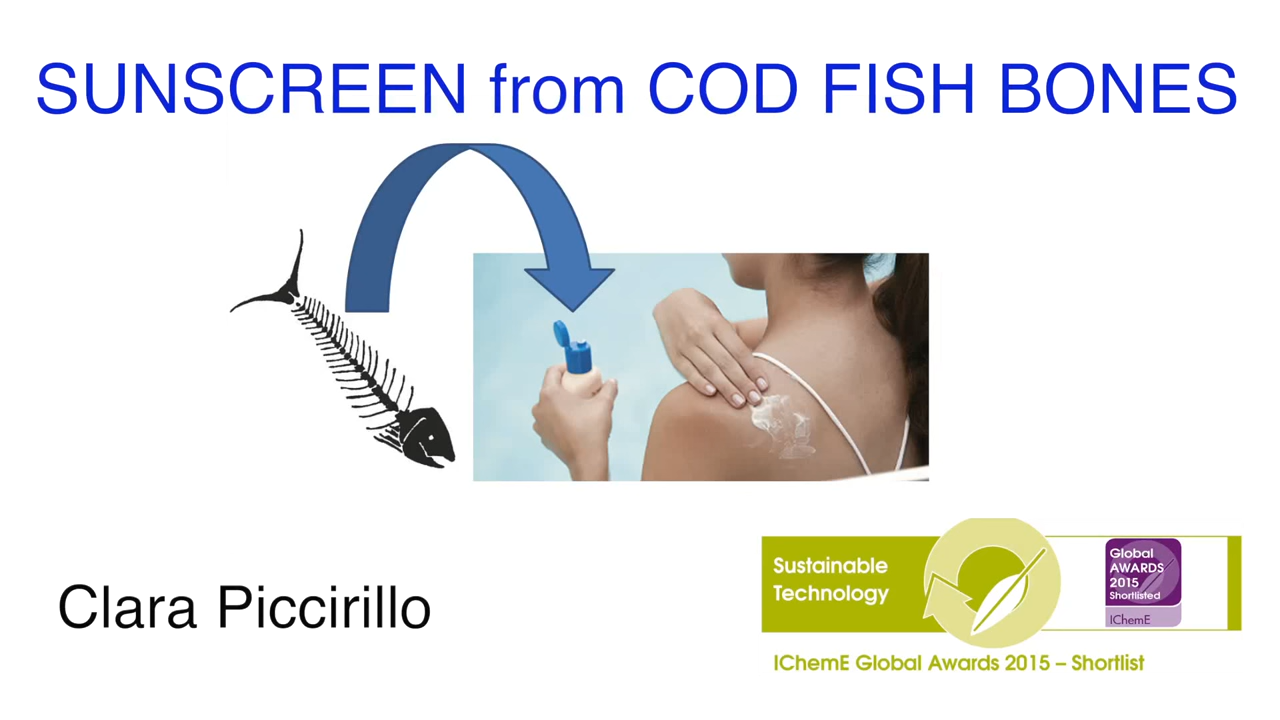 SUNSCREEN from COD FISH BONES
Clara Piccirillo
Sustainable
Technology
Global
AWARDS
2015
Shortlisted
IChemE
IChemE Global Awards 2015 – Shortlist